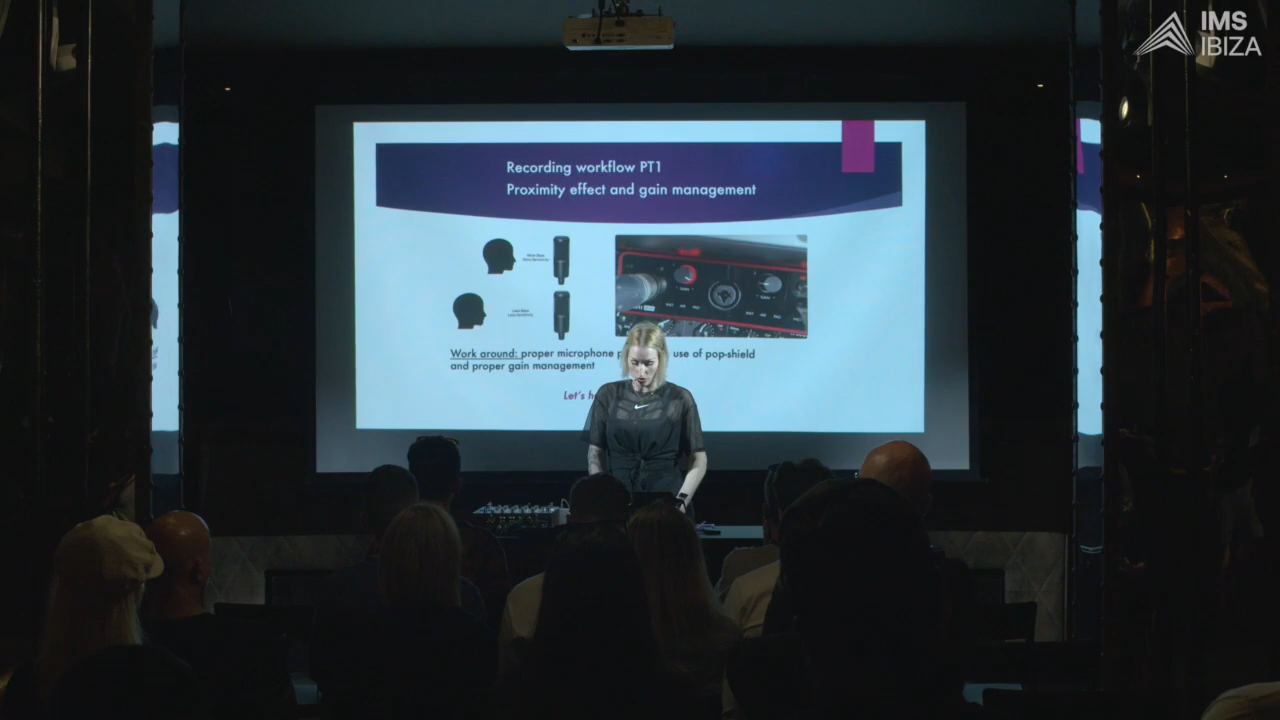 IMS
IBIZA
Recording workflow PT1
Proximity effect and gain management
Work around: proper microphone p use of pop-shield
and proper gain management
Let's h